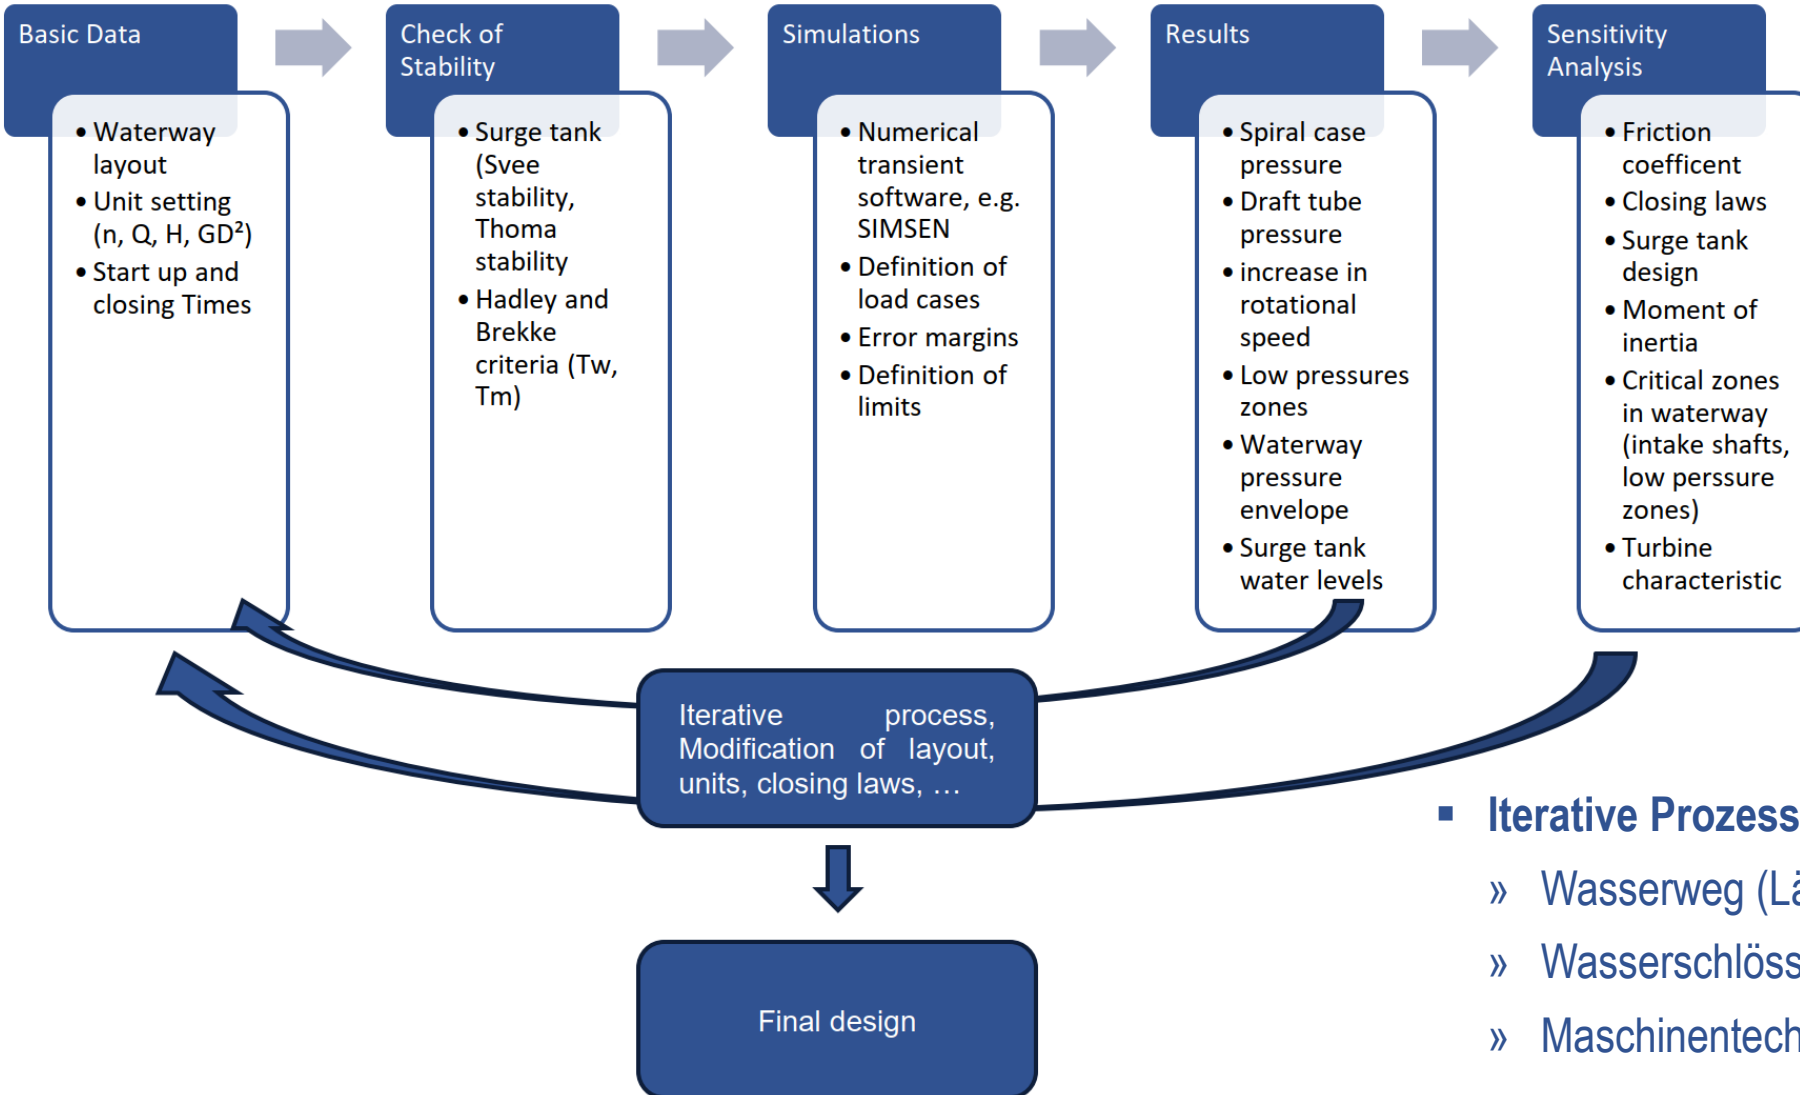 Basic Data
• Waterway
layout
• Unit setting
(n, Q, H, GD²)
• Start up and
closing Times
Check of
Stability
• Surge tank
(Svee
stability,
Thoma
stability
• Hadley and
Brekke
criteria (Tw,
Tm)
Simulations
• Numerical
transient
software, e.g.
SIMSEN
• Definition of
load cases
• Error margins
• Definition of
limits
Results
• Spiral case
pressure
• Draft tube
pressure
• increase in
rotational
speed
• Low pressures
zones
• Waterway
pressure
envelope
• Surge tank
water levels
Sensitivity
Analysis
• Friction
coefficent
• Closing laws
• Surge tank
design
• Moment of
inertia
• Critical zones
in waterway
(intake shafts,
low perssure
zones)
• Turbine
characteristic
Iterative process,
Modification of layout,
units, closing laws, …
Final design
▪ Iterative Prozess
» Wasserweg (Lä
» Wasserschlöss
» Maschinentech